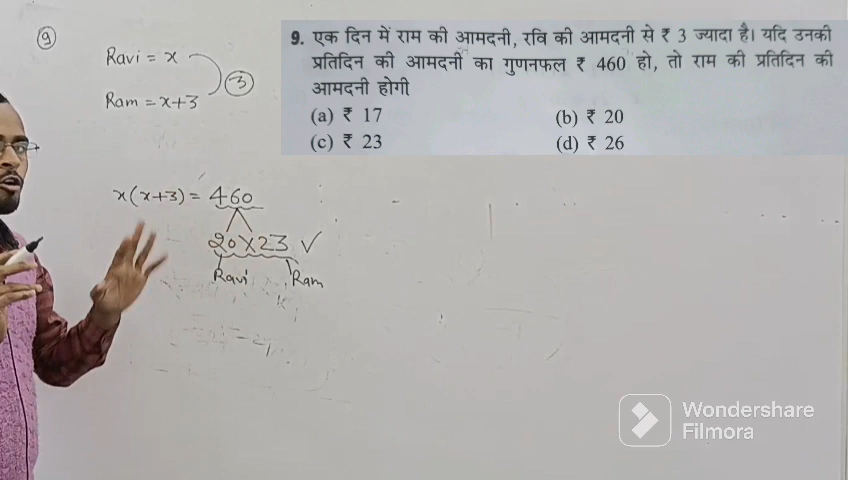 9
Ravi = x
Ram = x+3
3
9. एक दिन में राम की आमदनी, रवि की आमदनी से ₹ 3 ज्यादा है। यदि उनकी
प्रतिदिन की आमदनी का गुणनफल ₹ 460 हो, तो राम की प्रतिदिन की
आमदनी होगी
(a) ₹ 17 (b) ₹ 20
(c) ₹ 23 (d) ₹ 26
x(x+3) = 460
20 X 23 ✓
Ravi Ram
Wondershare
Filmora